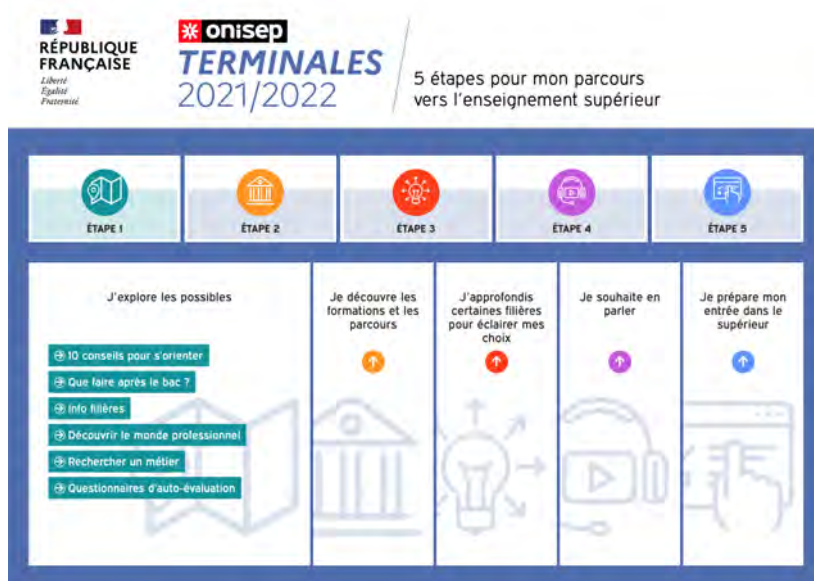 RÉPUBLIQUE
FRANÇAISE
Liberté
Égalité
Fraternité
onisep
TERMINALES
2021/2022
5 étapes pour mon parcours
vers l'enseignement supérieur
ÉTAPE 1
ÉTAPE 2
ÉTAPE 3
ÉTAPE 4
ÉTAPE 5
J'explore les possibles
10 conseils pour s'orienter
Que faire après le bac ?
Info filières
Découvrir le monde professionnel
Rechercher un métier
Questionnaires d'auto-évaluation
Je découvre les
formations et les
parcours
J'approfondis
certaines filières
pour éclairer mes
choix
Je souhaite en
parler
Je prépare mon
entrée dans le
supérieur